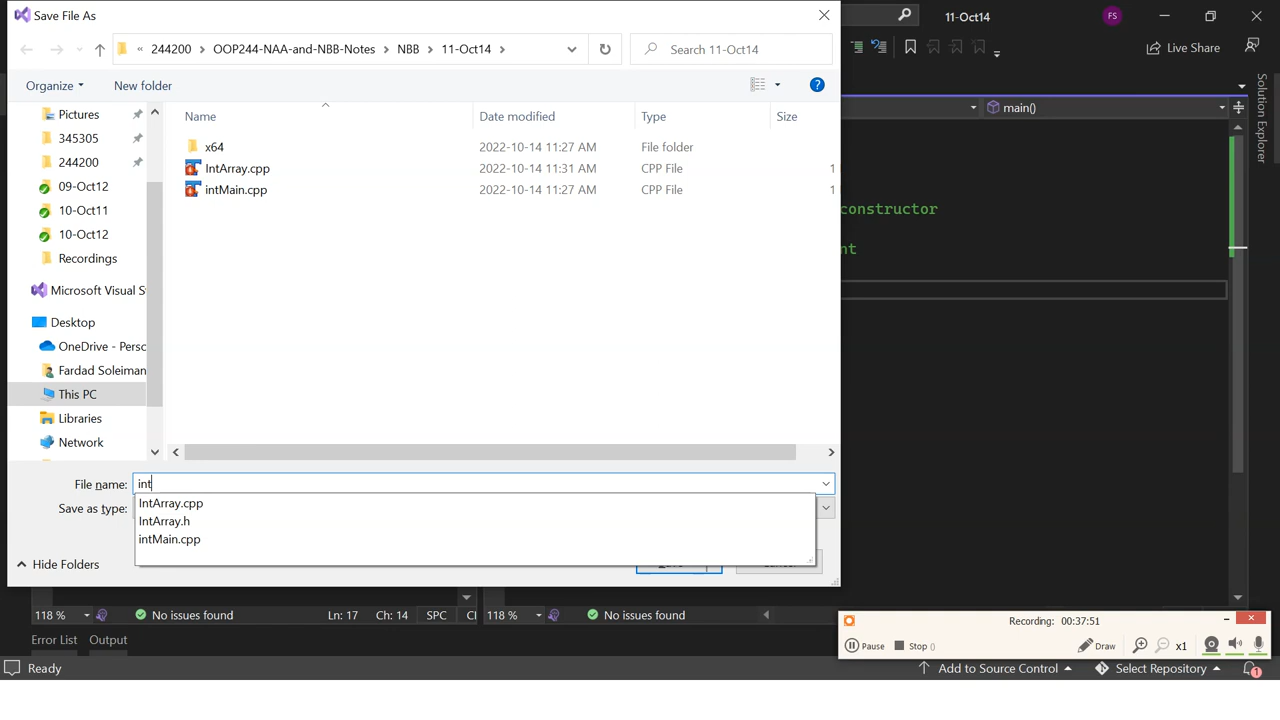 Save File As
11-Oct14
FS
« 244200 > OOP244-NAA-and-NBB-Notes > NBB > 11-Oct14 >
Search 11-Oct14
Live Share
Organize
New folder
Name
Date modified
Type
Size
main()
Solution Explorer
Pictures
345305
244200
09-Oct12
10-Oct11
10-Oct12
Recordings
Microsoft Visual S
Desktop
OneDrive - Perso
Fardad Soleiman
This PC
Libraries
Network
x64
2022-10-14 11:27 AM
File folder
IntArray.cpp
2022-10-14 11:31 AM
CPP File
1
intMain.cpp
2022-10-14 11:27 AM
CPP File
1
constructor
nt
File name:
int
Save as type:
IntArray.cpp
IntArray.h
intMain.cpp
Hide Folders
118 %
No issues found
Ln: 17
Ch: 14
SPC
118 %
No issues found
Error List
Output
Recording: 00:37:51
Pause
Stop ()
Draw
x1
Ready
Add to Source Control
Select Repository
1